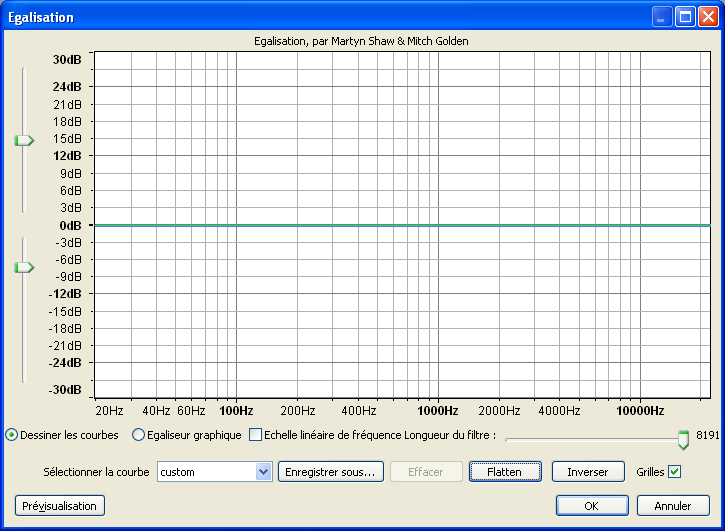 Egalisation
Egalisation, par Martyn Shaw & Mitch Golden
30dB
24dB
21dB
18dB
15dB
12dB
9dB
6dB
3dB
0dB
-3dB
-6dB
-9dB
-12dB
-15dB
-18dB
-21dB
-24dB
-30dB
20Hz 40Hz 60Hz 100Hz 200Hz 400Hz 1000Hz 2000Hz 4000Hz 10000Hz
Dessiner les courbes Egaliseur graphique Echelle linéaire de fréquence Longueur du filtre : 8191
Sélectionner la courbe custom Enregistrer sous... Effacer Flatten Inverser Grilles
Prévisualisation OK Annuler